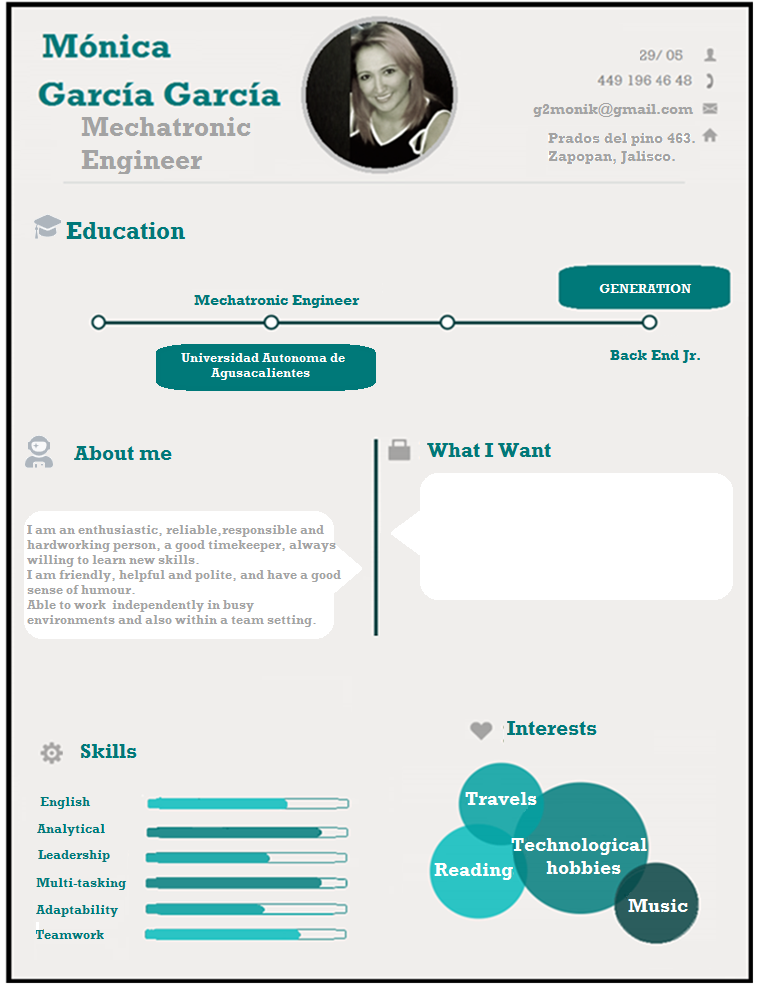 Mónica
García García
Mechatronic
Engineer
29/ 05
449 196 46 48
g2monik@gmail.com
Prados del pino 463.
Zapopan, Jalisco.
Education
GENERATION
Mechatronic Engineer
Universidad Autonoma de
Agusacalientes
Back End Jr.
About me
What I Want
I am an enthusiastic, reliable,responsible and
hardworking person, a good timekeeper, always
willing to learn new skills.
I am friendly, helpful and polite, and have a good
sense of humour.
Able to work independently in busy
environments and also within a team setting.
Skills
English
Analytical
Leadership
Multi-tasking
Adaptability
Teamwork
Interests
Travels
Technological
hobbies
Reading
Music